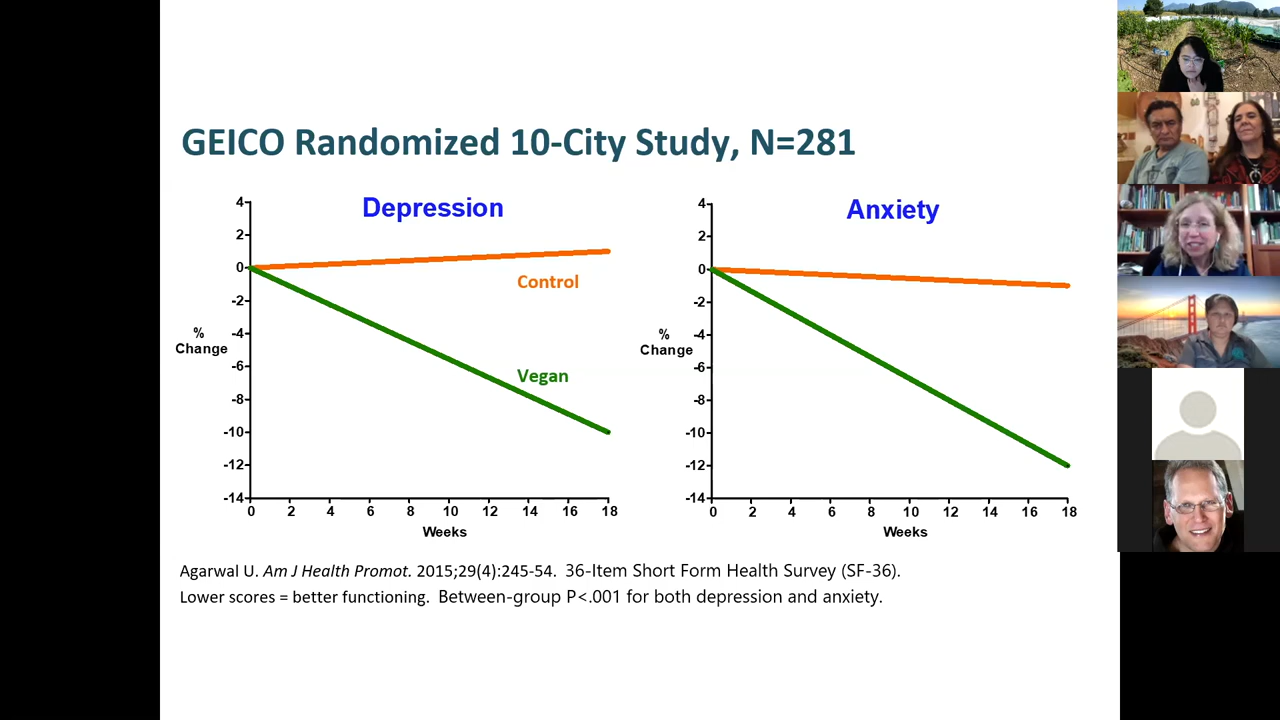 GEICO Randomized 10-City Study, N=281
Depression
4
2
0
-2
-4
-6
-8
-10
-12
-14
% Change
Control
Vegan
0 2 4 6 8 10 12 14 16 18
Weeks
Anxiety
4
2
0
-2
-4
-6
-8
-10
-12
-14
% Change
0 2 4 6 8 10 12 14 16 18
Weeks
Agarwal U. Am J Health Promot. 2015;29(4):245-54. 36-Item Short Form Health Survey (SF-36).
Lower scores = better functioning. Between-group P<.001 for both depression and anxiety.